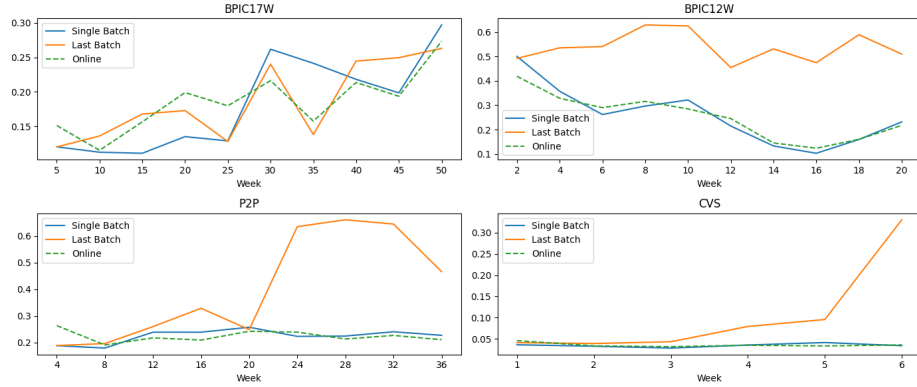 BPIC17W
Single Batch
Last Batch
Online
0.30
0.25
0.20
0.15
5 10 15 20 25 30 35 40 45 50
Week
BPIC12W
Single Batch
Last Batch
Online
0.6
0.5
0.4
0.3
0.2
0.1
2 4 6 8 10 12 14 16 18 20
Week
P2P
Single Batch
Last Batch
Online
0.6
0.5
0.4
0.3
0.2
4 8 12 16 20 24 28 32 36
Week
CVS
Single Batch
Last Batch
Online
0.30
0.25
0.20
0.15
0.10
0.05
1 2 3 4 5 6
Week